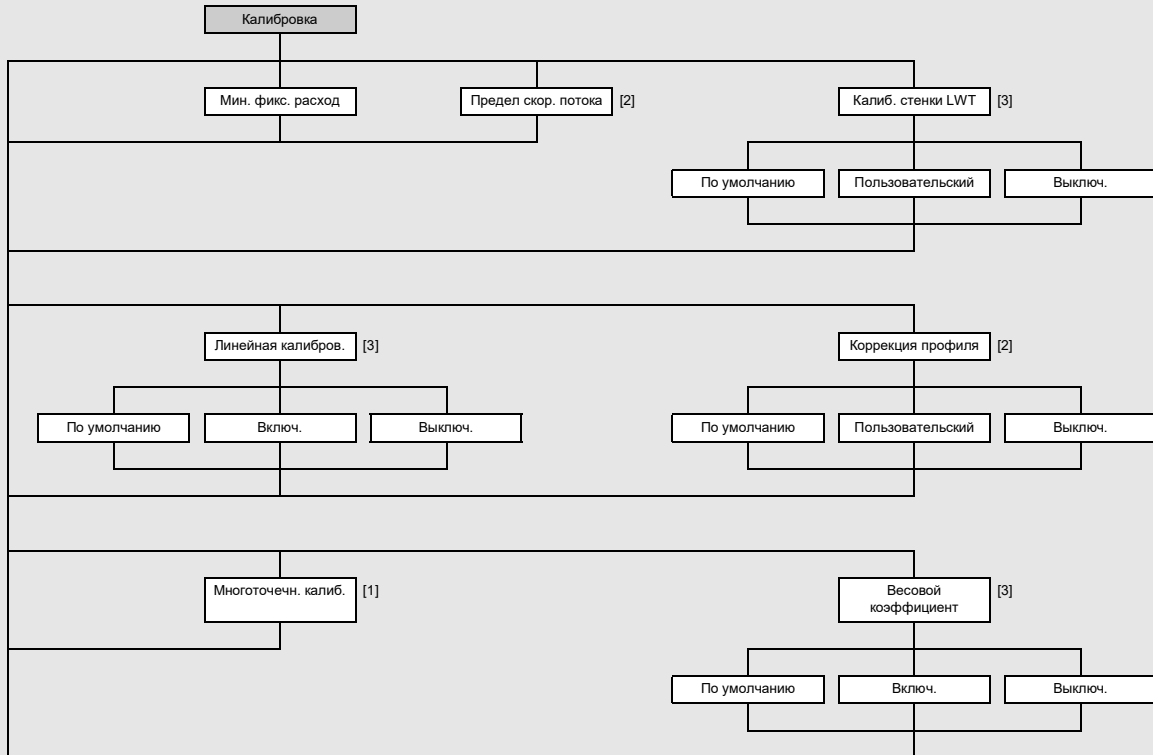 Калибровка
Мин. фикс. расход
Предел скор. потока [2]
Калиб. стенки LWT [3]
По умолчанию
Пользовательский
Выключ.
Линейная калибров. [3]
Коррекция профиля [2]
По умолчанию
Включ.
Выключ.
По умолчанию
Пользовательский
Выключ.
Многоточечн. калиб. [1]
Весовой [3]
коэффициент
По умолчанию
Включ.
Выключ.